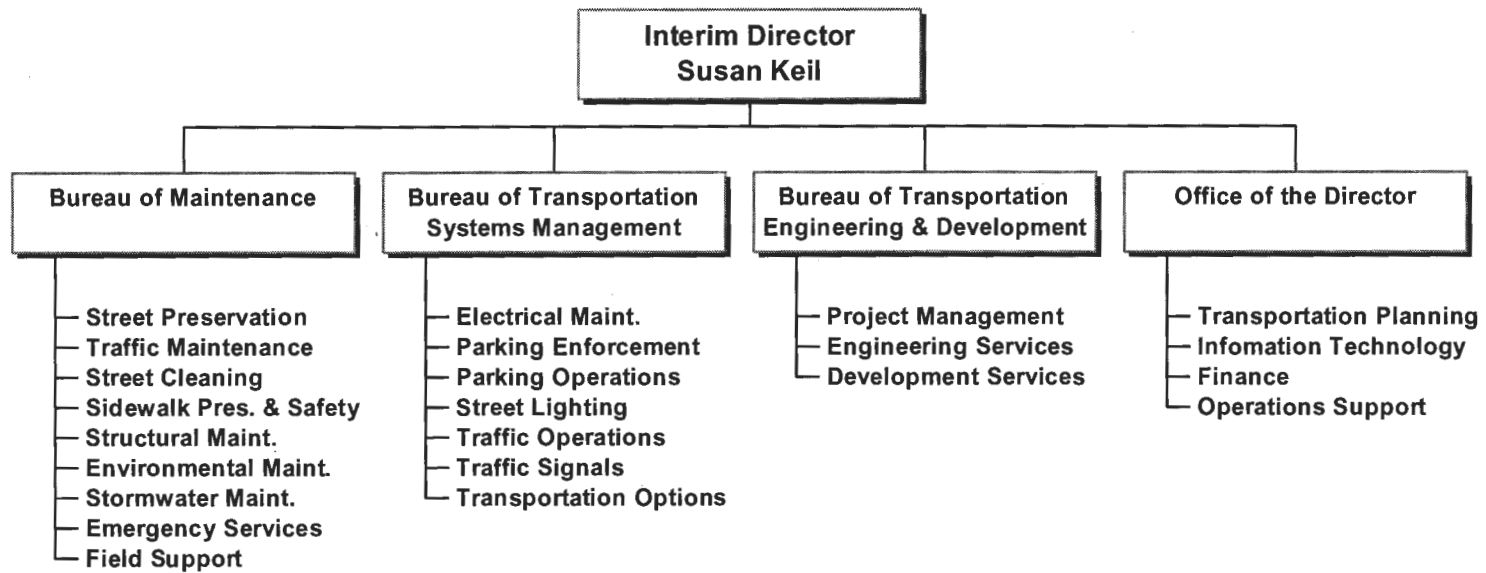 Interim Director
Susan Keil
Bureau of Maintenance
Street Preservation
Traffic Maintenance
Street Cleaning
Sidewalk Pres. & Safety
Structural Maint.
Environmental Maint.
Stormwater Maint.
Emergency Services
Field Support
Bureau of Transportation
Systems Management
Electrical Maint.
Parking Enforcement
Parking Operations
Street Lighting
Traffic Operations
Traffic Signals
Transportation Options
Bureau of Transportation
Engineering & Development
Project Management
Engineering Services
Development Services
Office of the Director
Transportation Planning
Infomation Technology
Finance
Operations Support